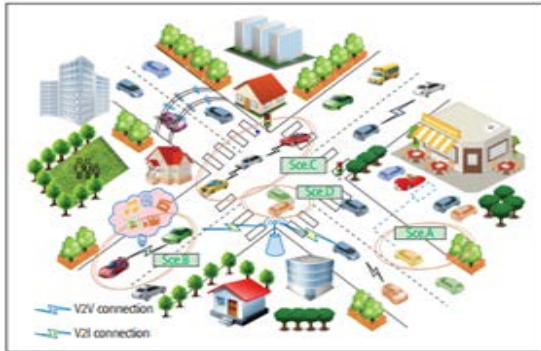 Sce.C
Sce.D
Sce.A
Sce.B
V2V connection
V2I connection